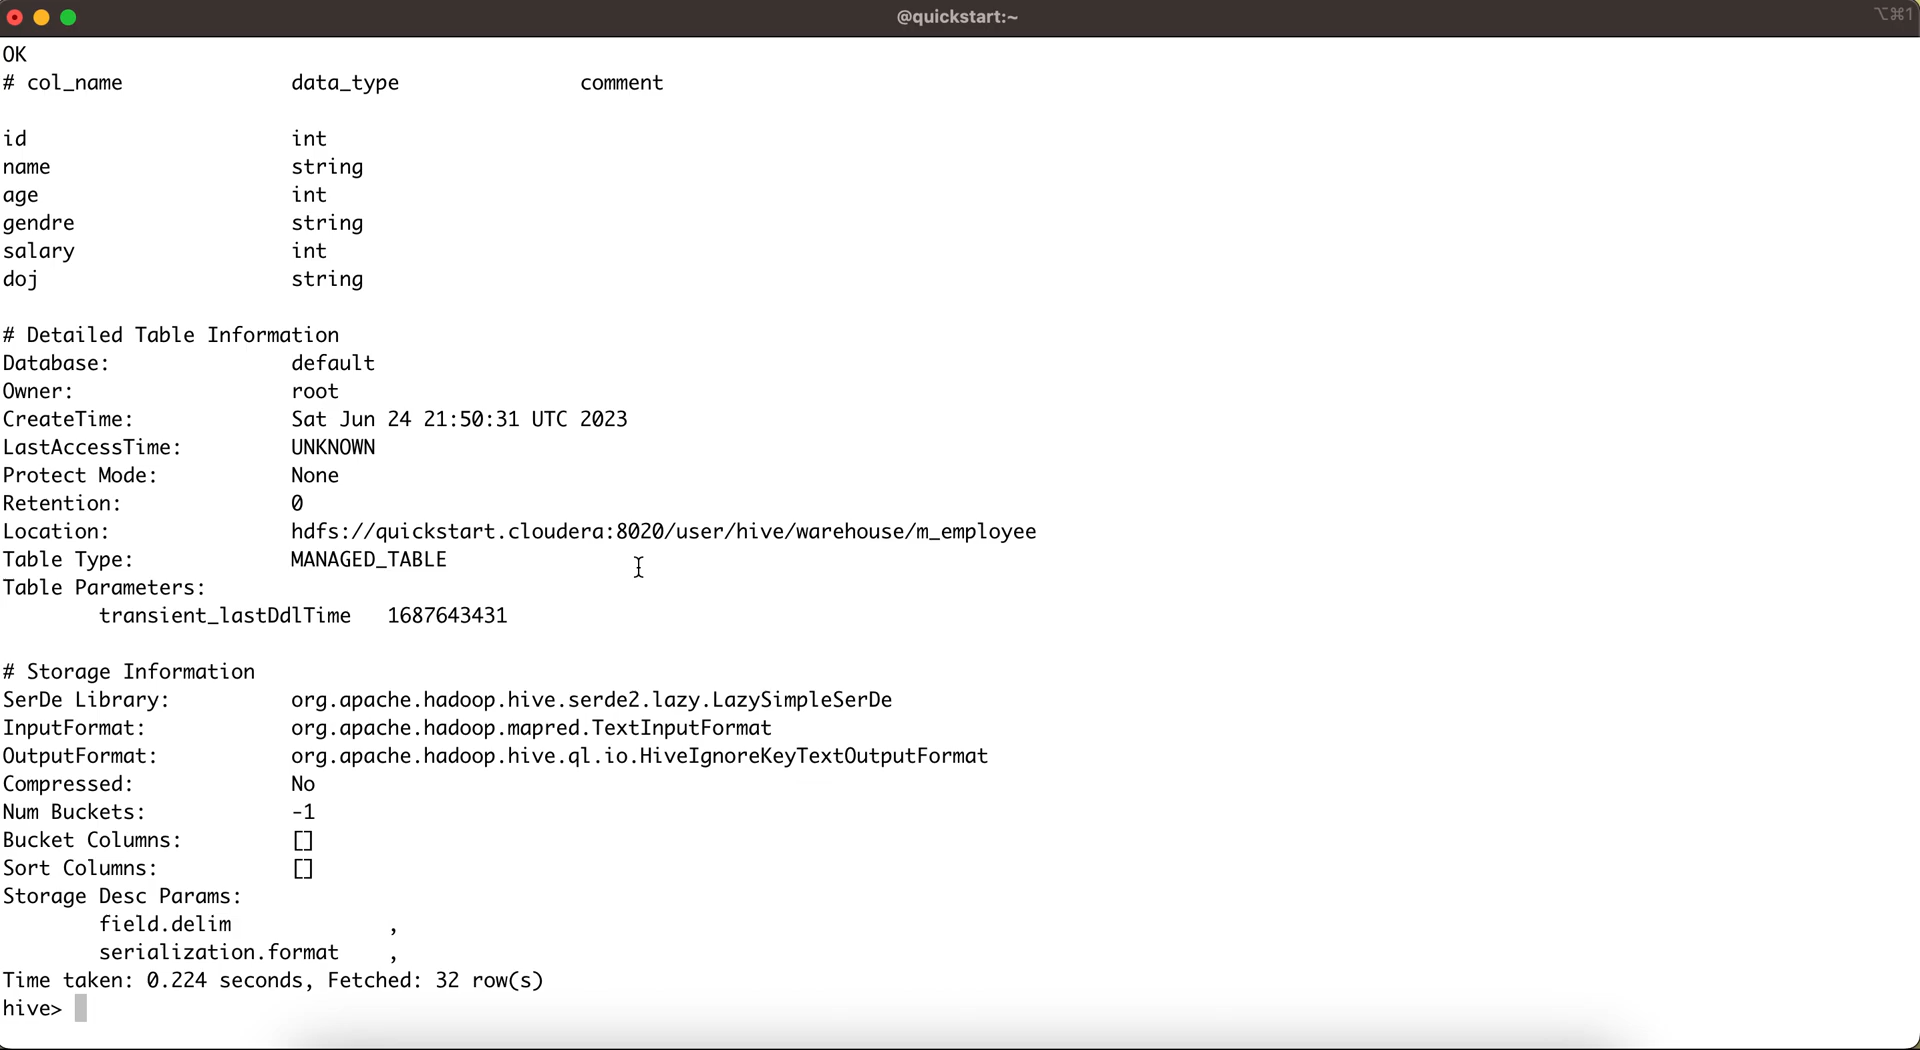 @quickstart:~
⌥⌘1
OK
# col_name data_type comment
id int
name string
age int
gendre string
salary int
doj string
# Detailed Table Information
Database: default
Owner: root
CreateTime: Sat Jun 24 21:50:31 UTC 2023
LastAccessTime: UNKNOWN
Protect Mode: None
Retention: 0
Location: hdfs://quickstart.cloudera:8020/user/hive/warehouse/m_employee
Table Type: MANAGED_TABLE
Table Parameters:
transient_lastDdlTime 1687643431
# Storage Information
SerDe Library: org.apache.hadoop.hive.serde2.lazy.LazySimpleSerDe
InputFormat: org.apache.hadoop.mapred.TextInputFormat
OutputFormat: org.apache.hadoop.hive.ql.io.HiveIgnoreKeyTextOutputFormat
Compressed: No
Num Buckets: -1
Bucket Columns: []
Sort Columns: []
Storage Desc Params:
field.delim ,
serialization.format ,
Time taken: 0.224 seconds, Fetched: 32 row(s)
hive>